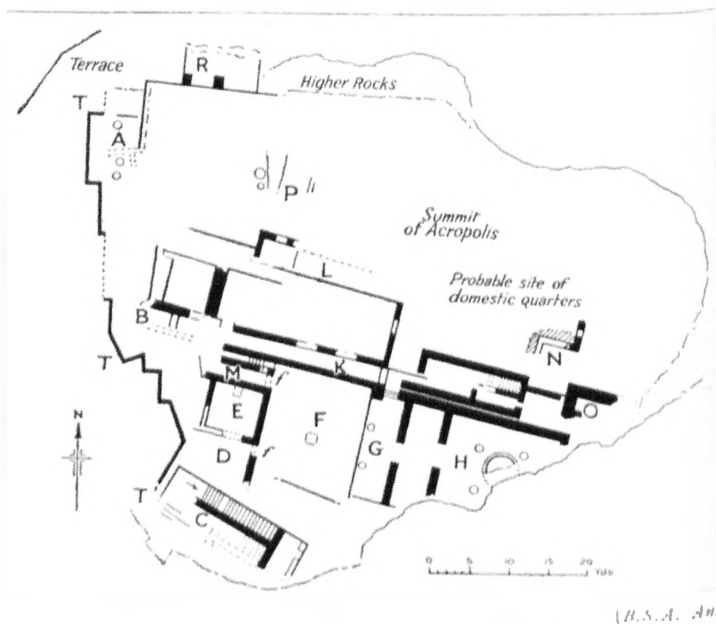 R
Terrace
Higher Rocks
T
A
P
Summit
of Acropolis
L
Probable site of
domestic quarters
B
N
T
K
M
f
E
O
N
F
G
D
f
H
T
C
0 5 10 15 20
Yds
(B.S.A.